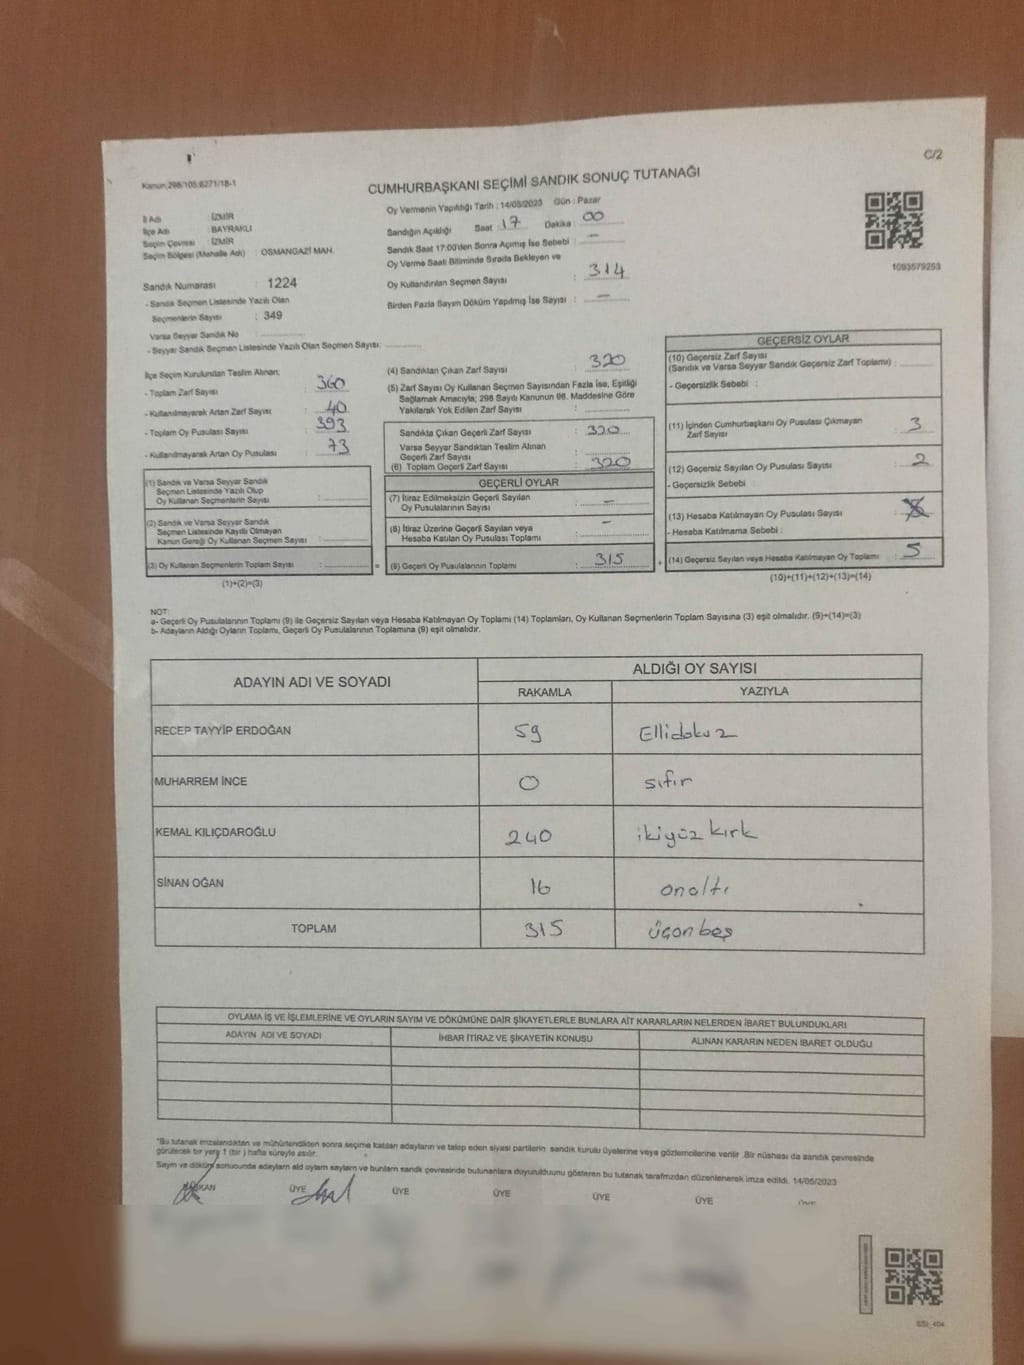 C/2
Kanun:298/105;6271/18-1
CUMHURBAŞKANI SEÇİMİ SANDIK SONUÇ TUTANAĞI
İl Adı : İZMİR
İlçe Adı : BAYRAKLI
Seçim Çevresi : İZMİR
Seçim Bölgesi (Mahalle Adı) : OSMANGAZİ MAH.
Sandık Numarası : 1224
- Sandık Seçmen Listesinde Yazılı Olan
Seçmenlerin Sayısı : 349
Varsa Seyyar Sandık No :
- Seyyar Sandık Seçmen Listesinde Yazılı Olan Seçmen Sayısı:
Oy Vermenin Yapıldığı Tarih : 14/05/2023 Gün : Pazar
Sandığın Açıldığı Saat : 17 Dakika : 00
Sandık Saat 17:00'den Sonra Açılmış İse Sebebi : -
Oy Verme Saati Bitiminde Sırada Bekleyen ve
Oy Kullandırılan Seçmen Sayısı : 314
Birden Fazla Sayım Döküm Yapılmış İse Sayısı : -
1093579253
İlçe Seçim Kurulundan Teslim Alınan;
- Toplam Zarf Sayısı : 360
- Kullanılmayarak Artan Zarf Sayısı : 40
- Toplam Oy Pusulası Sayısı : 393
- Kullanılmayarak Artan Oy Pusulası : 73
(1) Sandık ve Varsa Seyyar Sandık
Seçmen Listesinde Yazılı Olup
Oy Kullanan Seçmenlerin Sayısı :
(2) Sandık ve Varsa Seyyar Sandık
Seçmen Listesinde Kayıtlı Olmayan
Kanun Gereği Oy Kullanan Seçmen Sayısı :
(3) Oy Kullanan Seçmenlerin Toplam Sayısı :
(1)+(2)=(3)
=
(4) Sandıktan Çıkan Zarf Sayısı : 320
(5) Zarf Sayısı Oy Kullanan Seçmen Sayısından Fazla İse, Eşitliği
Sağlamak Amacıyla; 298 Sayılı Kanunun 98. Maddesine Göre
Yakılarak Yok Edilen Zarf Sayısı :
Sandıkta Çıkan Geçerli Zarf Sayısı : 320
Varsa Seyyar Sandıktan Teslim Alınan
Geçerli Zarf Sayısı :
(6) Toplam Geçerli Zarf Sayısı : 320
GEÇERLİ OYLAR
(7) İtiraz Edilmeksizin Geçerli Sayılan
Oy Pusulalarının Sayısı : -
(8) İtiraz Üzerine Geçerli Sayılan veya
Hesaba Katılan Oy Pusulası Toplamı : -
(9) Geçerli Oy Pusulalarının Toplamı : 315
+
GEÇERSİZ OYLAR
(10) Geçersiz Zarf Sayısı
(Sandık ve Varsa Seyyar Sandık Geçersiz Zarf Toplamı) :
- Geçersizlik Sebebi :
(11) İçinden Cumhurbaşkanı Oy Pusulası Çıkmayan
Zarf Sayısı : 3
(12) Geçersiz Sayılan Oy Pusulası Sayısı : 2
- Geçersizlik Sebebi :
(13) Hesaba Katılmayan Oy Pusulası Sayısı :
- Hesaba Katılmama Sebebi :
(14) Geçersiz Sayılan veya Hesaba Katılmayan Oy Toplamı : 5
(10)+(11)+(12)+(13)=(14)
NOT:
a- Geçerli Oy Pusulalarının Toplamı (9) ile Geçersiz Sayılan veya Hesaba Katılmayan Oy Toplamı (14) Toplamları, Oy Kullanan Seçmenlerin Toplam Sayısına (3) eşit olmalıdır. (9)+(14)=(3)
b- Adayların Aldığı Oyların Toplamı, Geçerli Oy Pusulalarının Toplamına (9) eşit olmalıdır.
ADAYIN ADI VE SOYADI
ALDIĞI OY SAYISI
RAKAMLA YAZIYLA
RECEP TAYYİP ERDOĞAN 59 Ellidokuz
MUHARREM İNCE 0 sıfır
KEMAL KILIÇDAROĞLU 240 ikiyüz kırk
SİNAN OĞAN 16 onaltı
TOPLAM 315 üçonbeş
OYLAMA İŞ VE İŞLEMLERİNE VE OYLARIN SAYIM VE DÖKÜMÜNE DAİR ŞİKAYETLERLE BUNLARA AİT KARARLARIN NELERDEN İBARET BULUNDUKLARI
ADAYIN ADI VE SOYADI İHBAR İTİRAZ VE ŞİKAYETİN KONUSU ALINAN KARARIN NEDEN İBARET OLDUĞU
"Bu tutanak imzalandıktan ve mühürlendikten sonra seçime katılan adayların ve talep eden siyasi partilerin sandık kurulu üyelerine veya gözlemcilerine verilir .Bir nüshası da sandık çevresinde
görülecek bir yere 1 (bir ) hafta süreyle asılır.
Sayım ve döküm sonucunda adayların aldı oyların sayıların ve bunların sandık çevresinde bulunanlara duyurulduunu gösteren bu tutanak tarafmzdan düzenlenerek imza edildi. 14/05/2023
BAŞKAN ÜYE ÜYE ÜYE ÜYE ÜYE ÜYE
SSI_404